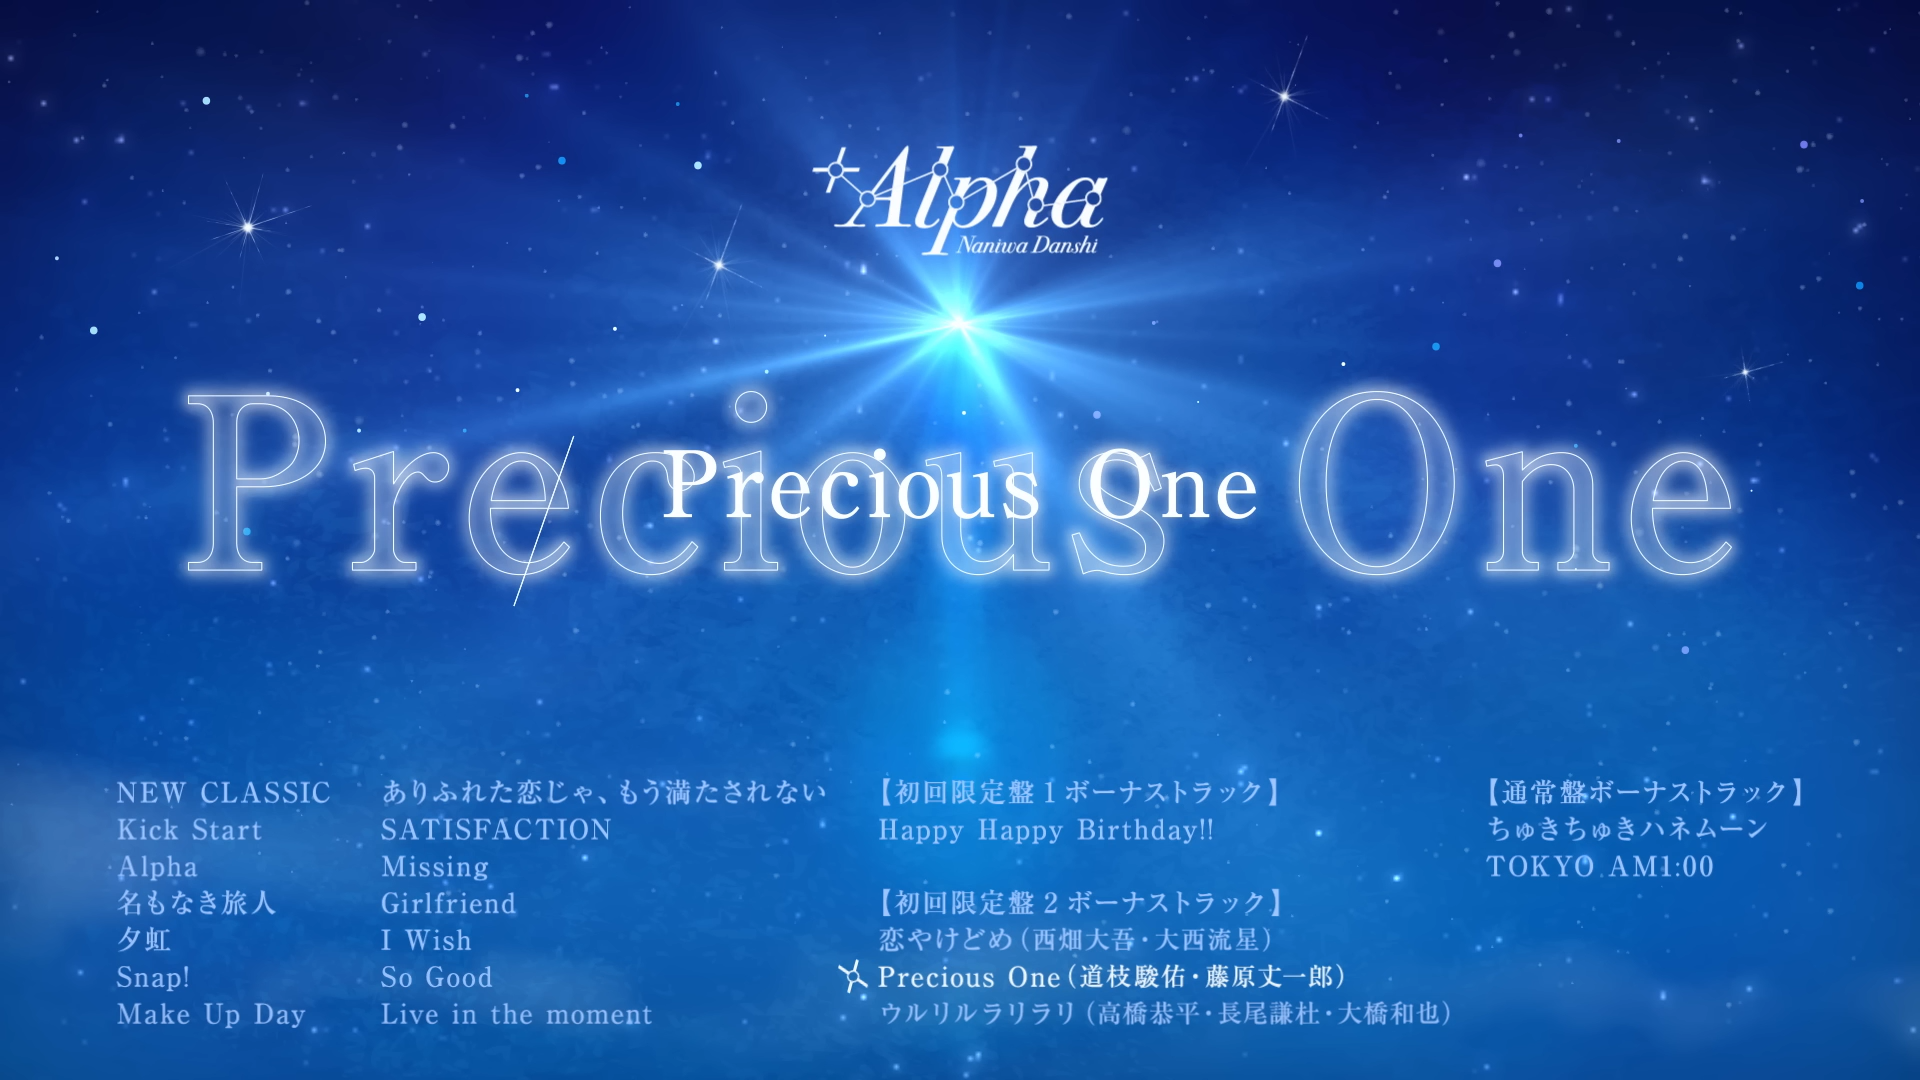 Alpha
Naniwa Danshi
Precious One
Precious One
NEW CLASSIC
Kick Start
Alpha
名もなき旅人
夕虹
Snap!
Make Up Day
ありふれた恋じゃ、もう満たされない
SATISFACTION
Missing
Girlfriend
I Wish
So Good
Live in the moment
【初回限定盤1ボーナストラック】
Happy Happy Birthday!!
【初回限定盤2ボーナストラック】
恋やけどめ(西畑大吾・大西流星)
Precious One(道枝駿佑・藤原丈一郎)
ウルリルラリラリ(高橋恭平・長尾謙杜・大橋和也)
【通常盤ボーナストラック】
ちゅきちゅきハネムーン
TOKYO AM1:00